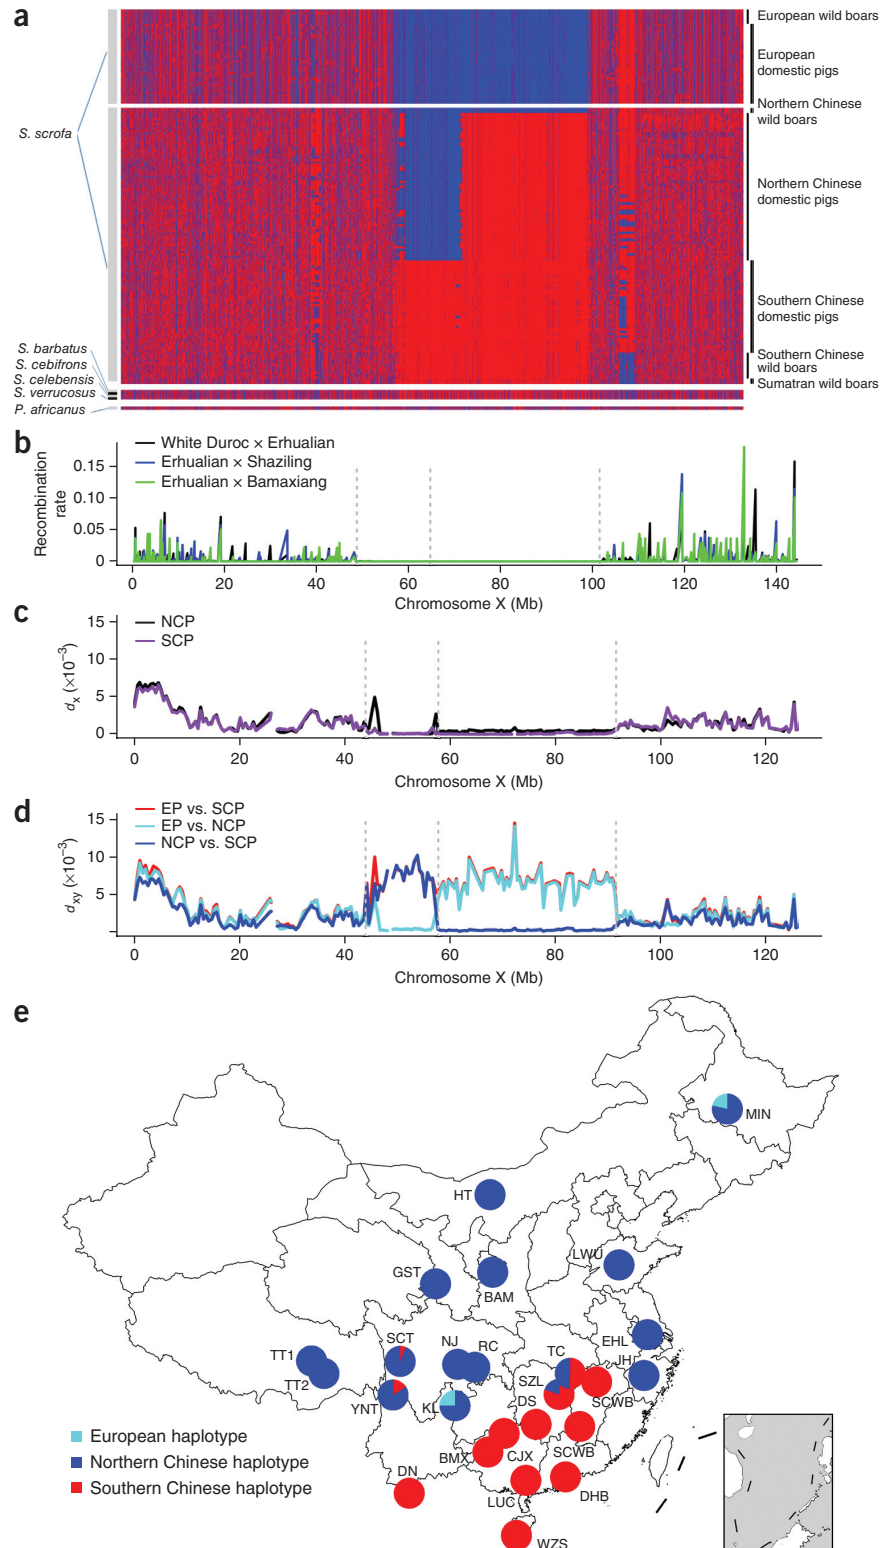 a
European wild boars
European
domestic pigs
Northern Chinese
wild boars
S. scrofa
Northern Chinese
domestic pigs
Southern Chinese
domestic pigs
S. barbatus
S. cebifrons
S. celebensis
S. verrucosus
P. africanus
Southern Chinese
wild boars
Sumatran wild boars
b
White Duroc × Erhualian
Erhualian × Shaziling
Erhualian × Bamaxiang
Recombination
rate
0.15
0.10
0.05
0
0 20 40 60 80 100 120 140
Chromosome X (Mb)
c
NCP
SCP
dx (×10−3)
15
10
5
0
0 20 40 60 80 100 120
Chromosome X (Mb)
d
EP vs. SCP
EP vs. NCP
NCP vs. SCP
dxy (×10−3)
15
10
5
0 20 40 60 80 100 120
Chromosome X (Mb)
e
MIN
HT
LWU
GST
BAM
EHL
SCT
NJ
RC
TC
JH
TT1
TT2
SZL
SCWB
YNT
KL
DS
BMX
CJX
SCWB
DN
LUC
DHB
WZS
European haplotype
Northern Chinese haplotype
Southern Chinese haplotype